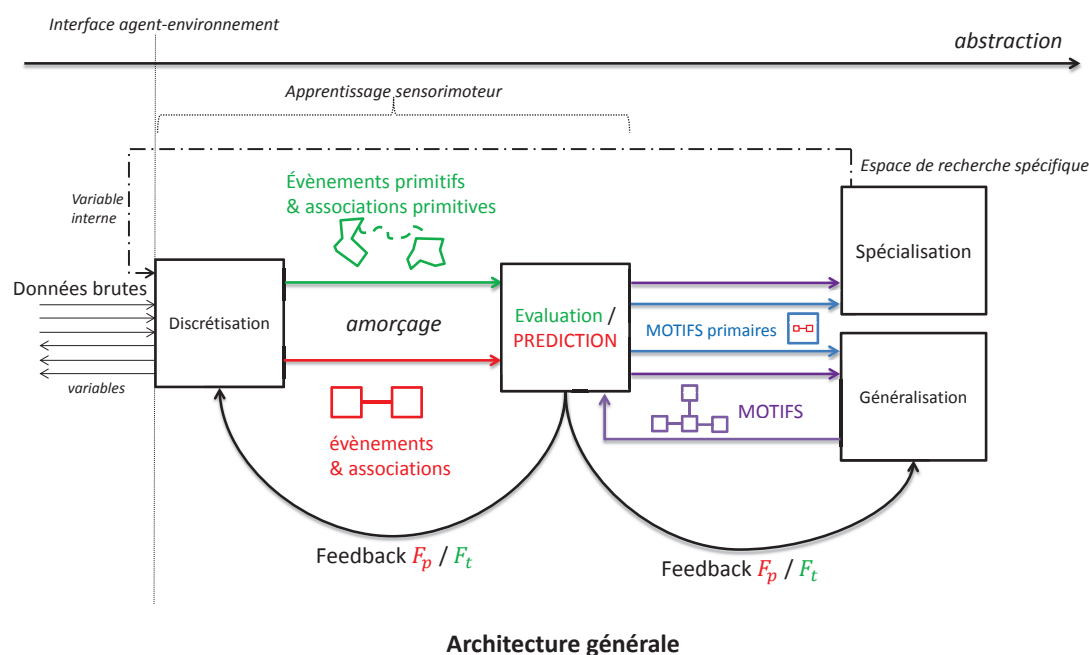 Interface agent-environnement
abstraction
Apprentissage sensorimoteur
Espace de recherche spécifique
Variable
interne
Évènements primitifs
& associations primitives
Données brutes
Discrétisation
amorçage
Evaluation /
PREDICTION
Spécialisation
MOTIFS primaires
variables
MOTIFS
Généralisation
évènements
& associations
Feedback Fₚ / Fₜ
Feedback Fₚ / Fₜ
Architecture générale